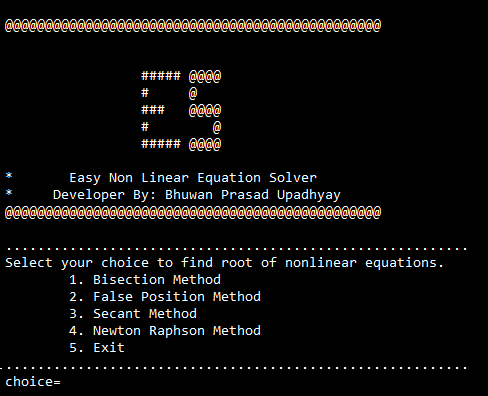 @@@@@@@@@@@@@@@@@@@@@@@@@@@@@@@@@@@@@@@@@@@@@@@
##### @@@@
#     @
###   @@@@
#        @
##### @@@@
*       Easy Non Linear Equation Solver
*     Developer By: Bhuwan Prasad Upadhyay
@@@@@@@@@@@@@@@@@@@@@@@@@@@@@@@@@@@@@@@@@@@@@@@
..........................................................
Select your choice to find root of nonlinear equations.
1. Bisection Method
2. False Position Method
3. Secant Method
4. Newton Raphson Method
5. Exit
..........................................................
choice=